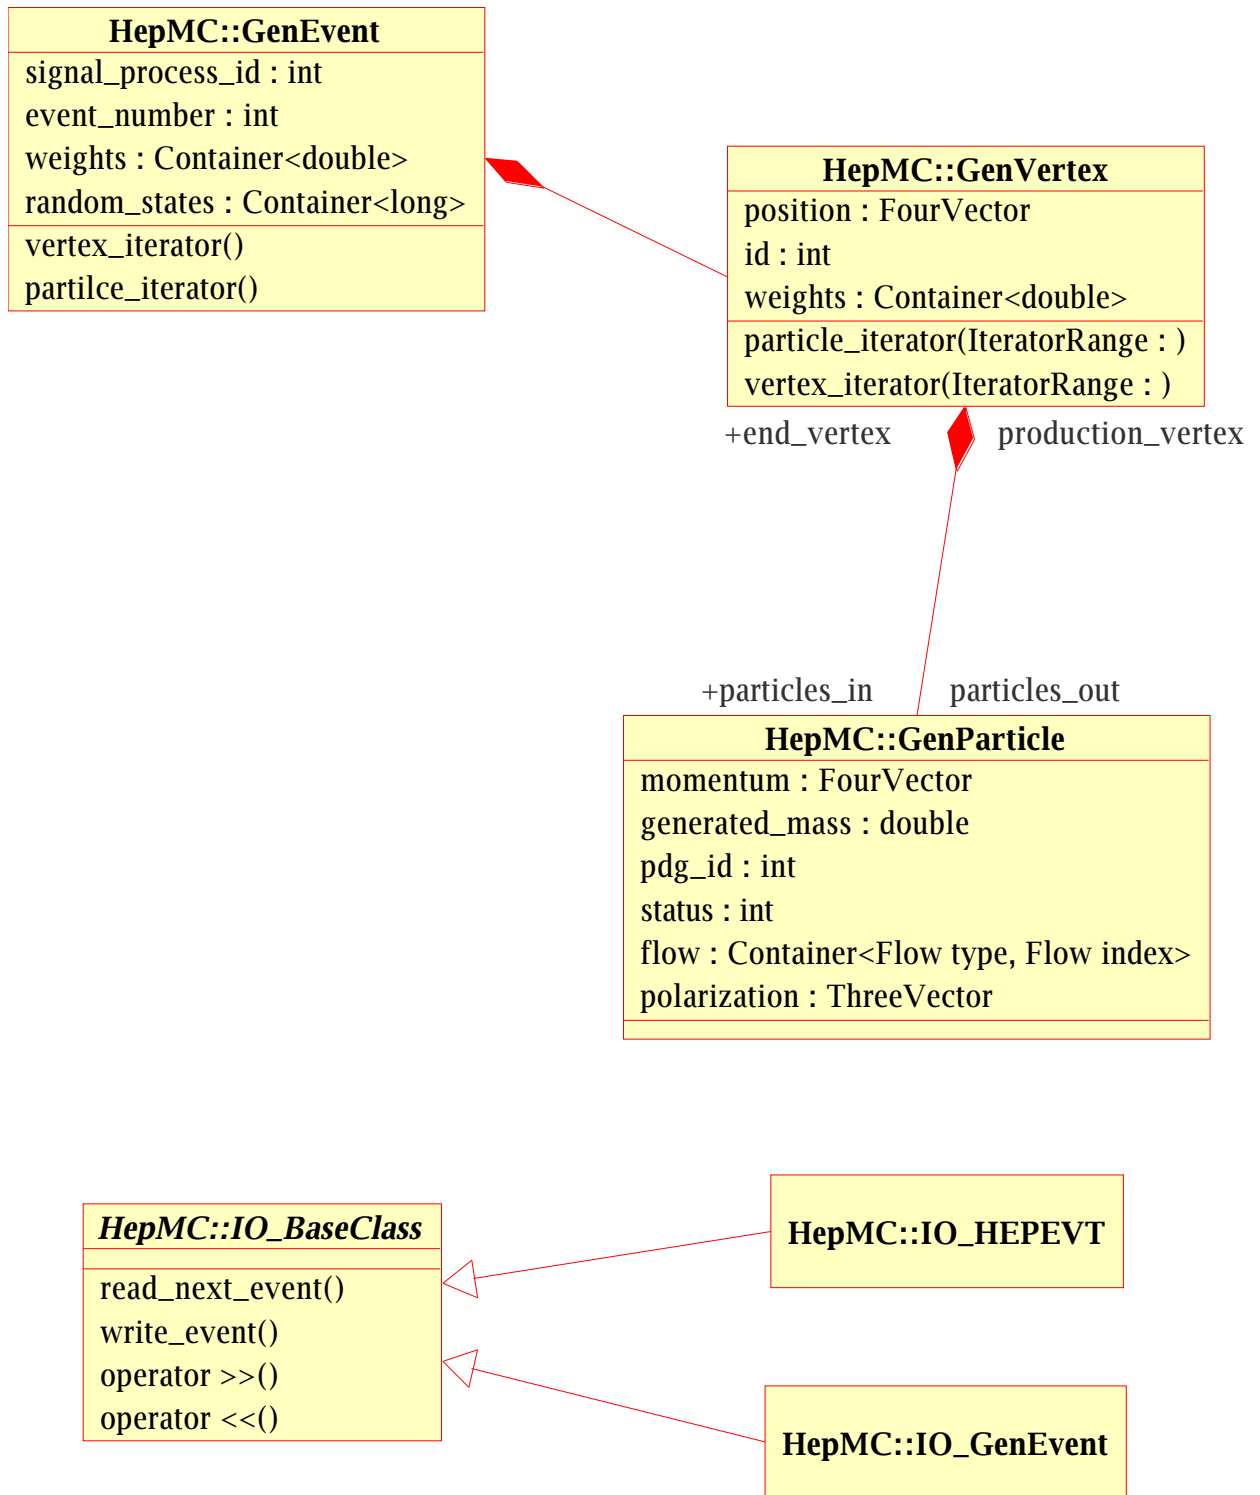 HepMC::GenEvent
signal_process_id : int
event_number : int
weights : Container<double>
random_states : Container<long>
vertex_iterator()
partilce_iterator()
HepMC::GenVertex
position : FourVector
id : int
weights : Container<double>
particle_iterator(IteratorRange : )
vertex_iterator(IteratorRange : )
+end_vertex production_vertex
+particles_in particles_out
HepMC::GenParticle
momentum : FourVector
generated_mass : double
pdg_id : int
status : int
flow : Container<Flow type, Flow index>
polarization : ThreeVector
HepMC::IO_BaseClass
read_next_event()
write_event()
operator >>()
operator <<()
HepMC::IO_HEPEVT
HepMC::IO_GenEvent